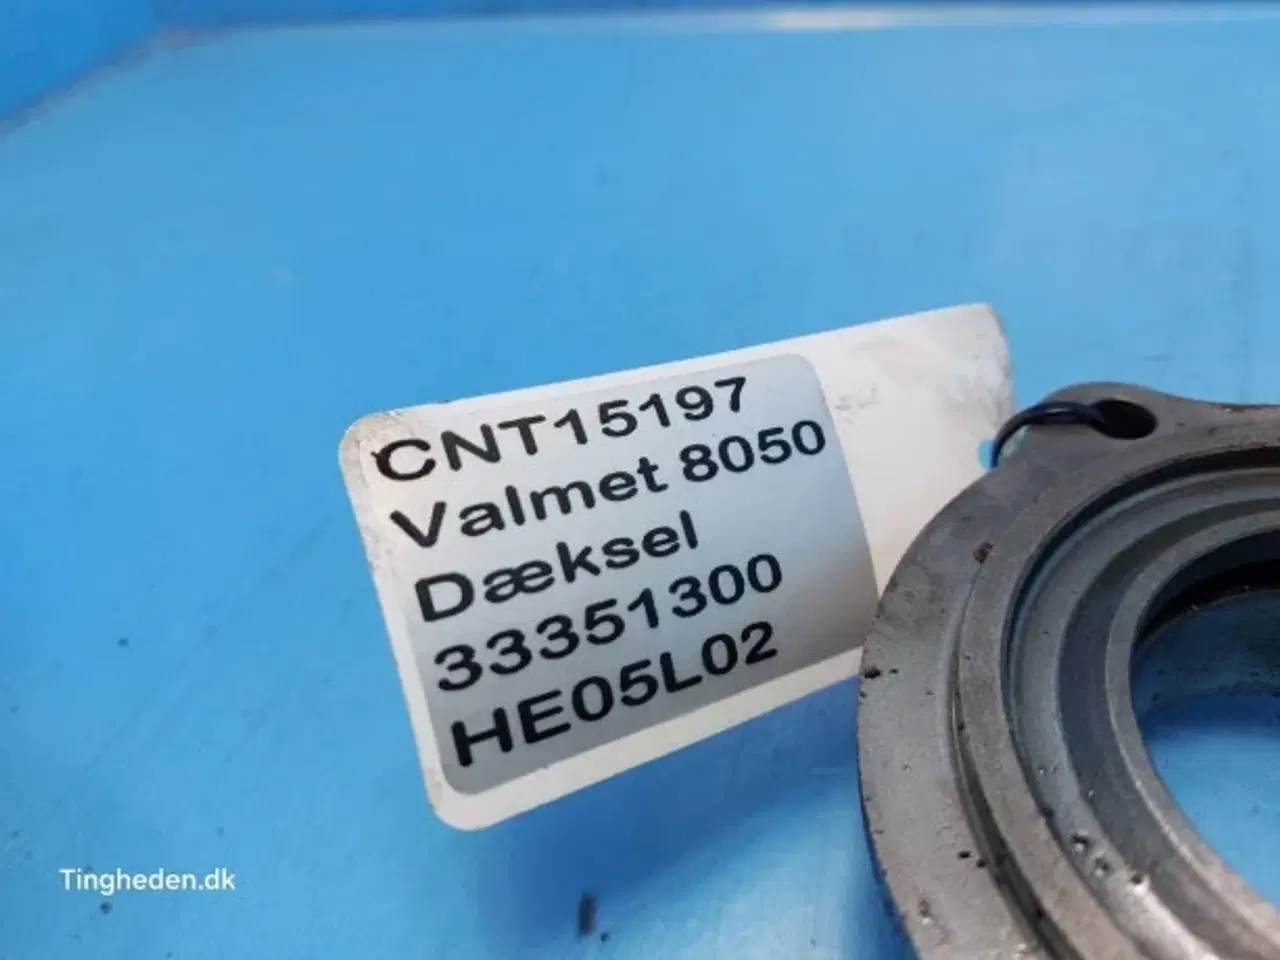 CNT15197
Valmet 8050
Dæksel
33351300
HE05L02
Tingheden.dk